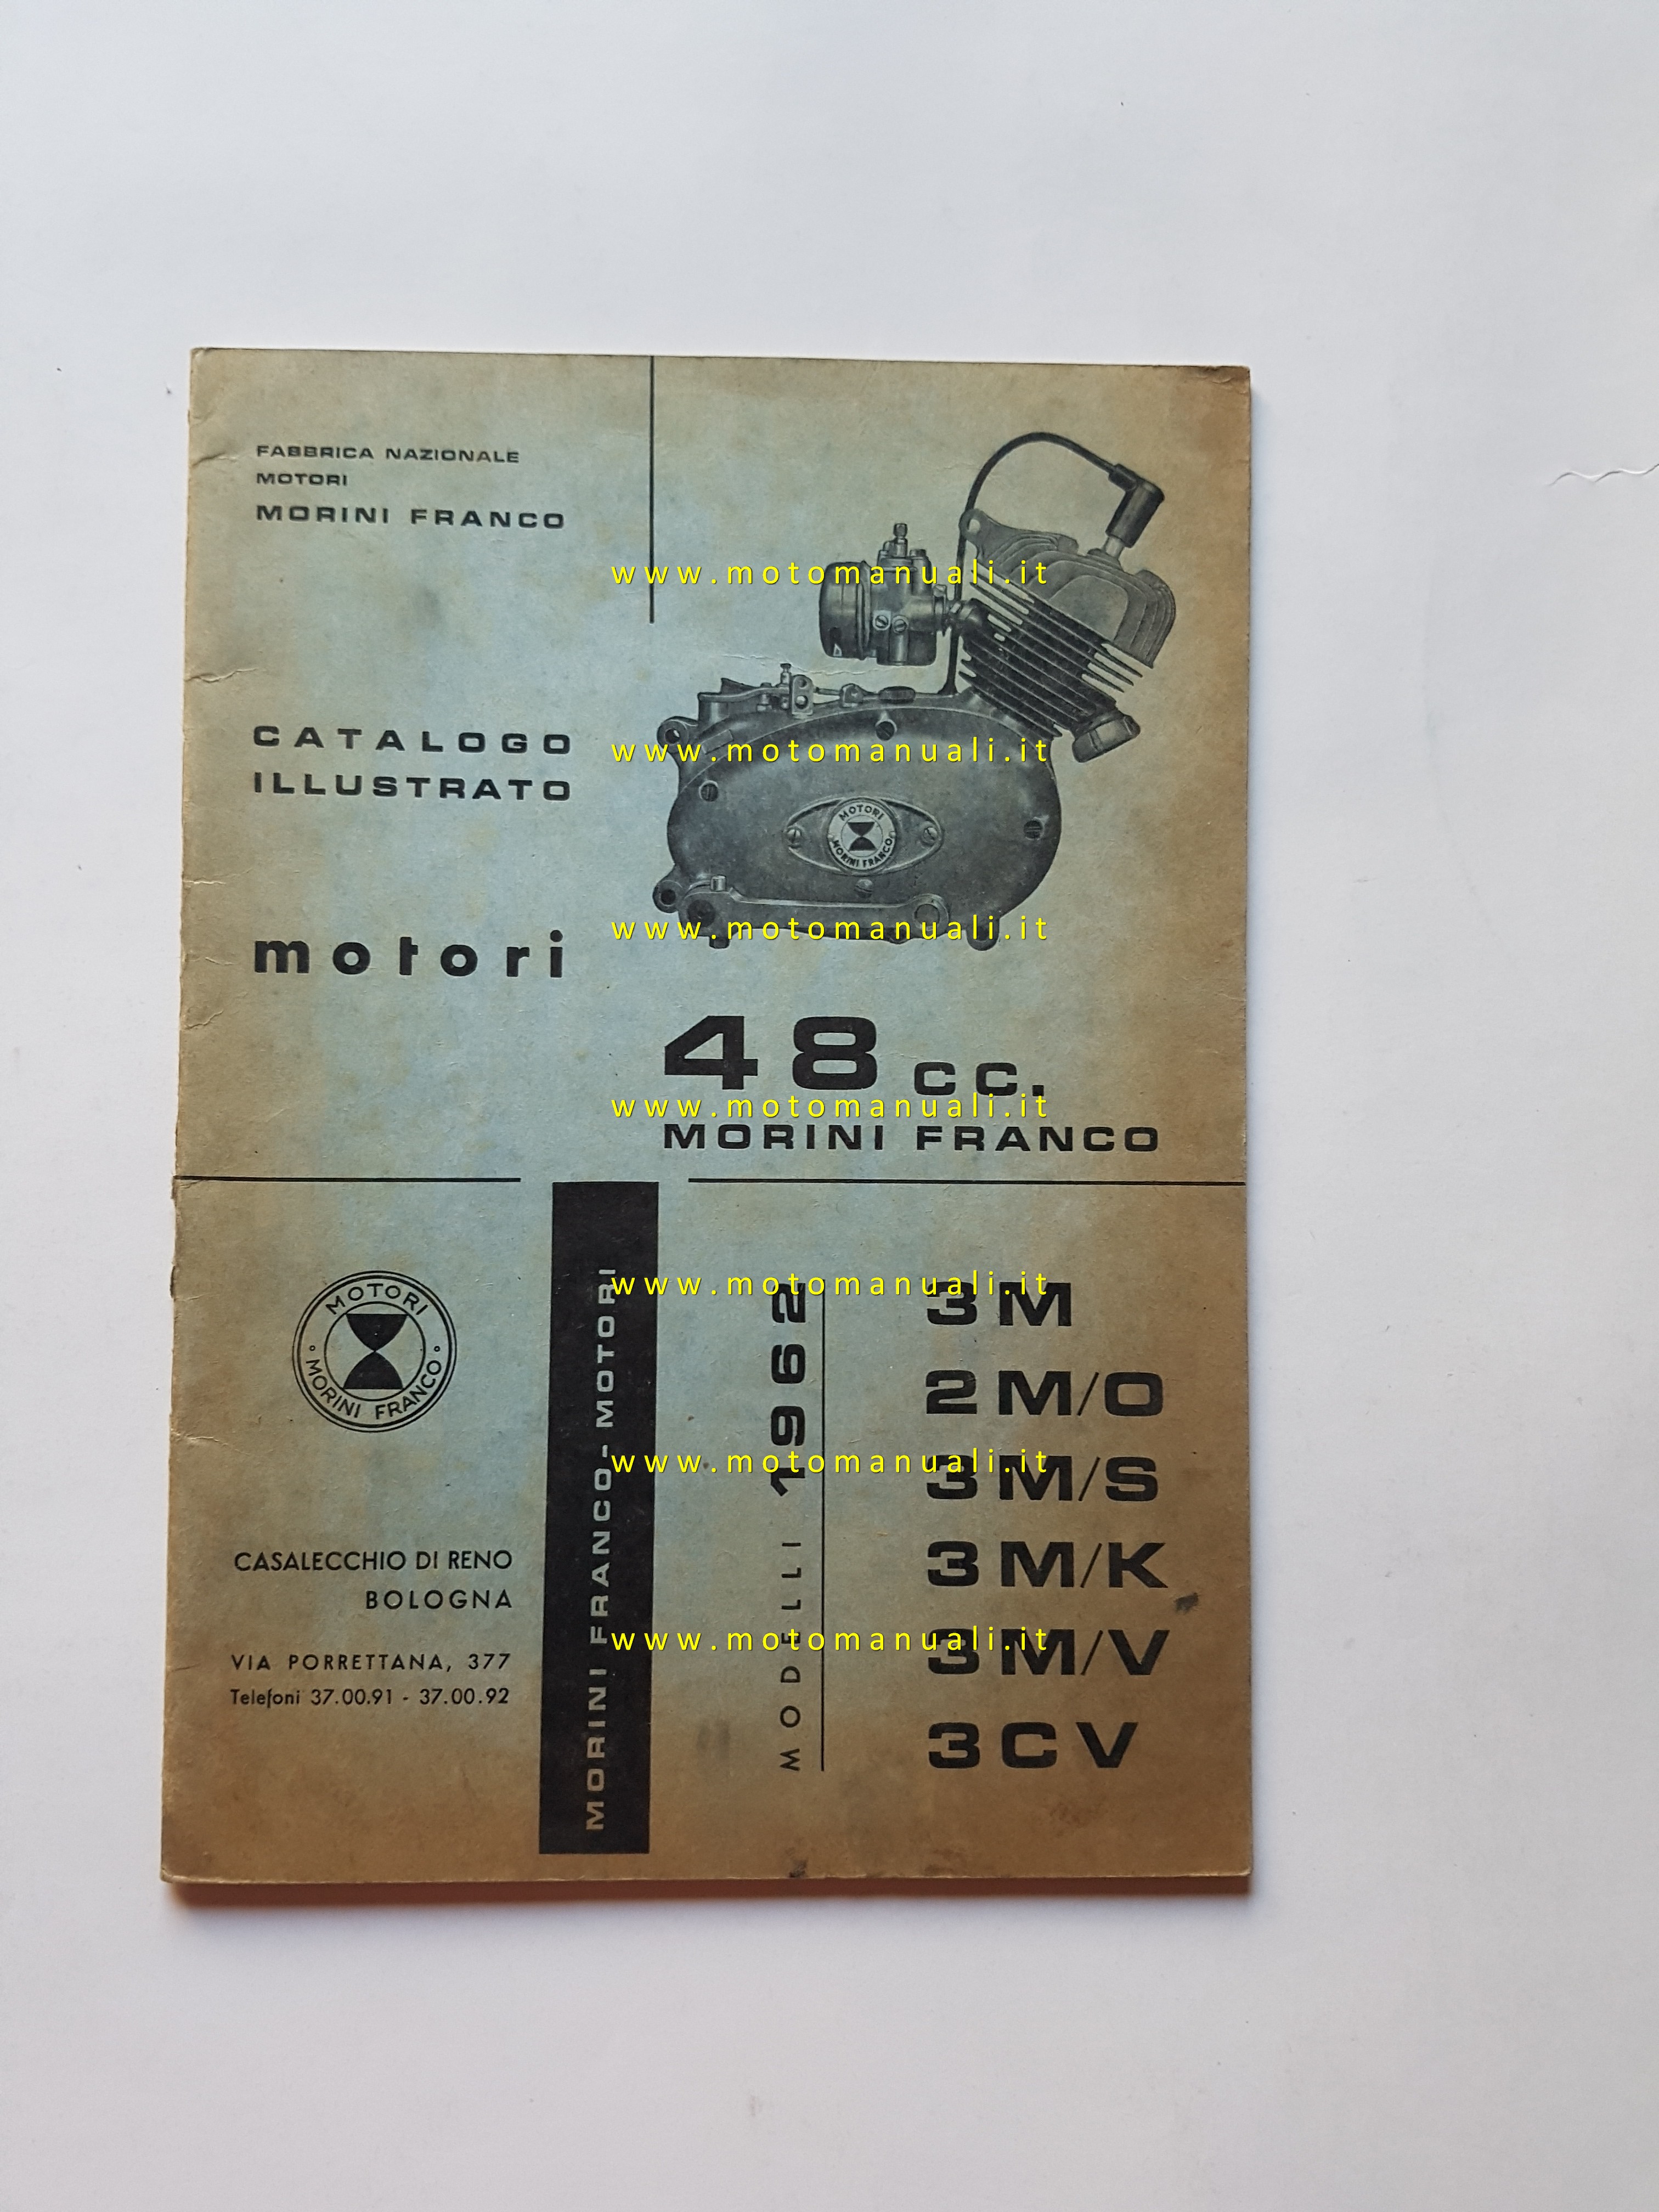 FABBRICA NAZIONALE
MOTORI
MORINI FRANCO
www.motomanuali.it
CATALOGO
ILLUSTRATO
www.motomanuali.it
MOTORI
MORINI FRANCO
www.motomanuali.it
motori
48 cc.
www.motomanuali.it
MORINI FRANCO
MOTORI
MORINI FRANCO
CASALECCHIO DI RENO
BOLOGNA
VIA PORRETTANA, 377
Telefoni 37.00.91 - 37.00.92
MORINI FRANCO-MOTORI
MODELLI 1962
www.motomanuali.it
3M
2M/O
www.motomanuali.it
3M/S
3M/K
www.motomanuali.it
3M/V
3CV